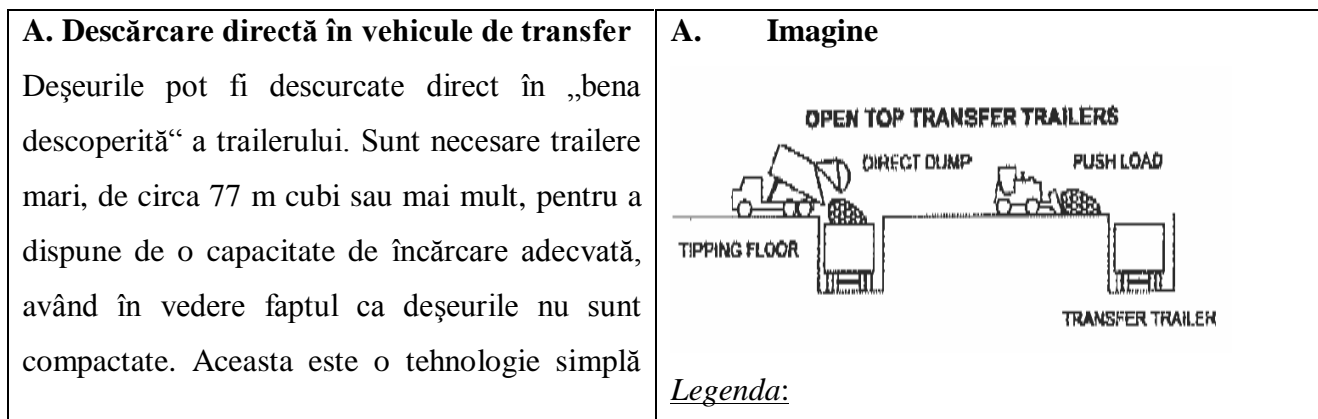 A. Descărcare directă în vehicule de transfer
Deşeurile pot fi descurcate direct în „bena
descoperită“ a trailerului. Sunt necesare trailere
mari, de circa 77 m cubi sau mai mult, pentru a
dispune de o capacitate de încărcare adecvată,
având în vedere faptul ca deşeurile nu sunt
compactate. Aceasta este o tehnologie simplă
A. Imagine
OPEN TOP TRANSFER TRAILERS
DIRECT DUMP
PUSH LOAD
TIPPING FLOOR
TRANSFER TRAILER
Legenda: